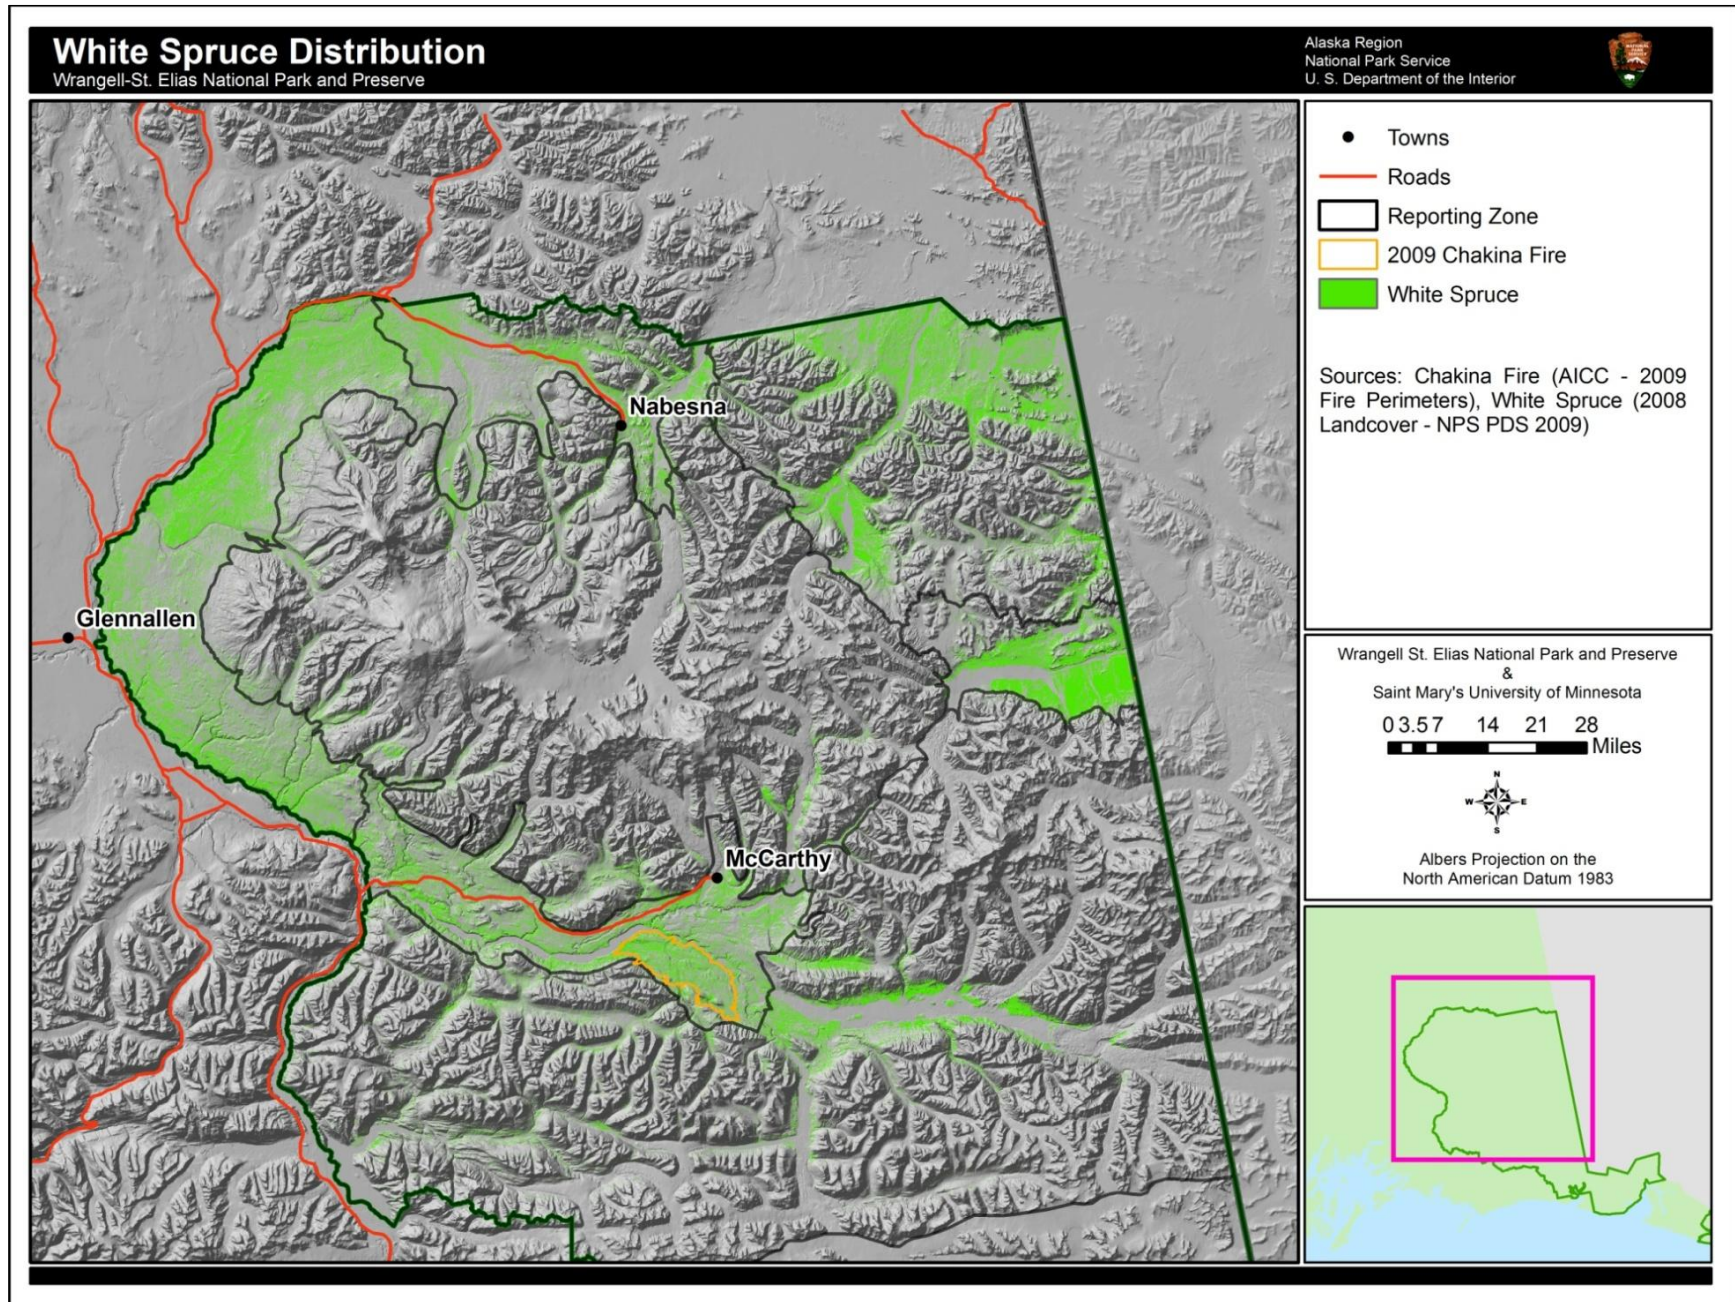 White Spruce Distribution
Wrangell-St. Elias National Park and Preserve
Alaska Region
National Park Service
U. S. Department of the Interior
Nabesna
Glennallen
McCarthy
Towns
Roads
Reporting Zone
2009 Chakina Fire
White Spruce
Sources: Chakina Fire (AICC - 2009
Fire Perimeters), White Spruce (2008
Landcover - NPS PDS 2009)
Wrangell St. Elias National Park and Preserve
&
Saint Mary's University of Minnesota
0 3.5 7 14 21 28
Miles
N
W E
S
Albers Projection on the
North American Datum 1983